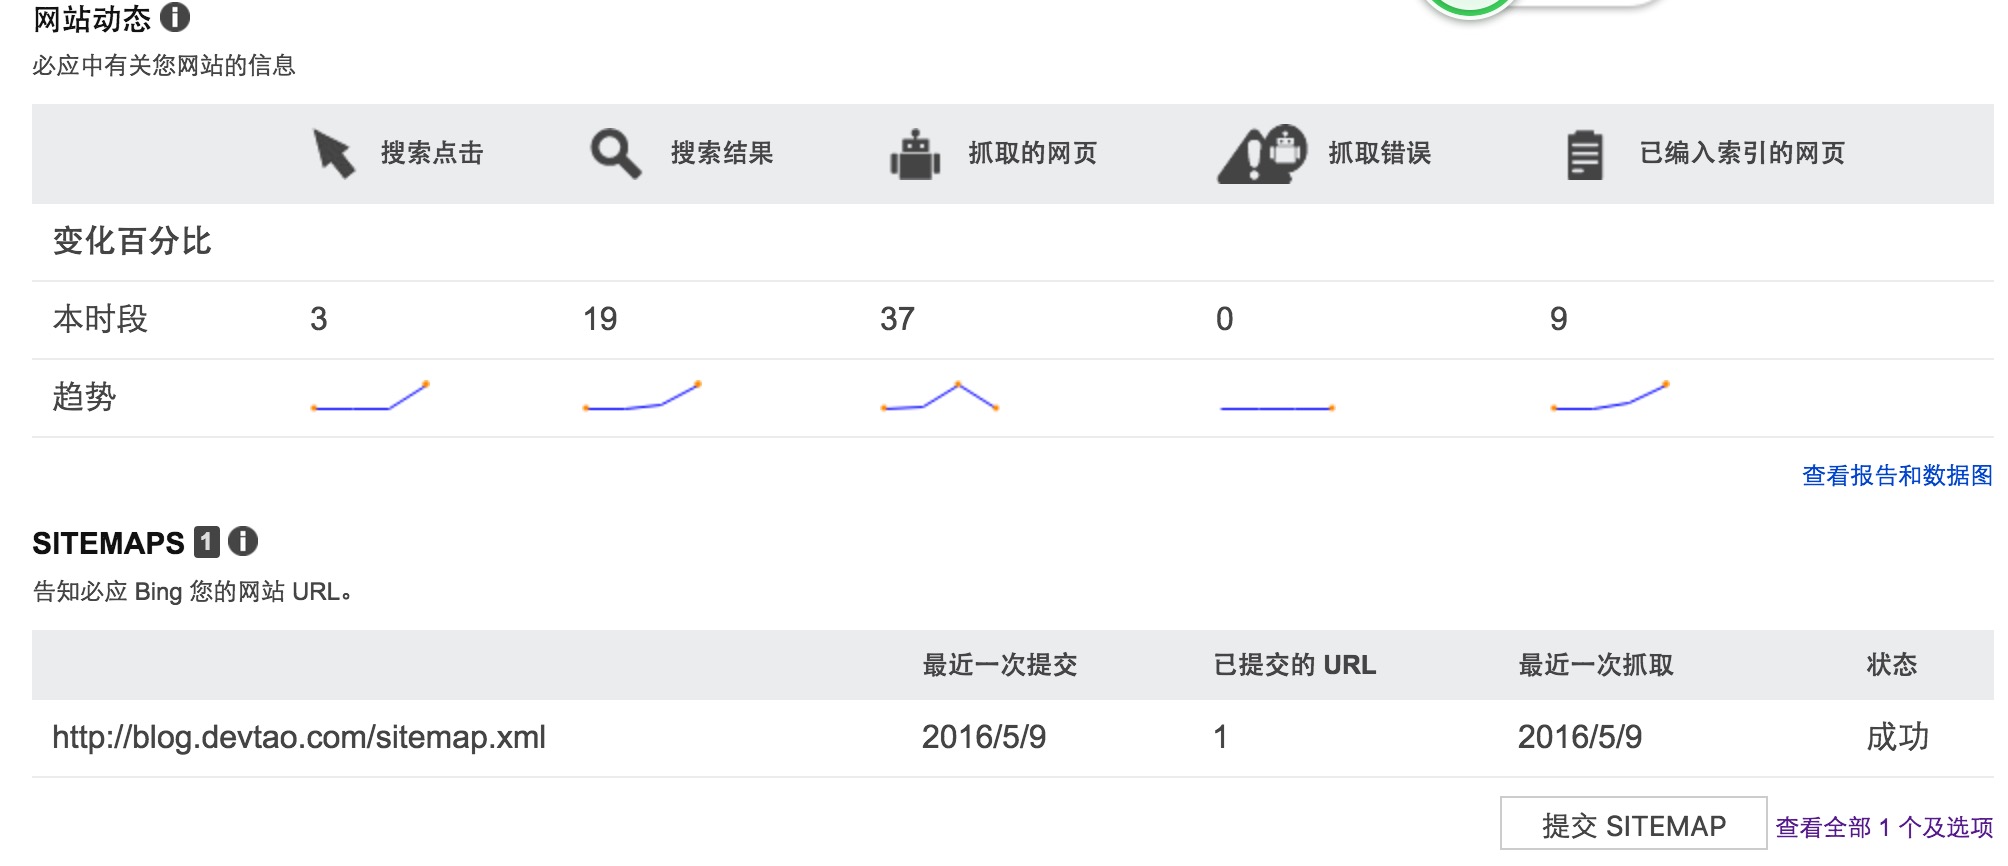 网站动态
必应中有关您网站的信息
搜索点击 搜索结果 抓取的网页 抓取错误 已编入索引的网页
变化百分比
本时段 3 19 37 0 9
趋势
查看报告和数据图
SITEMAPS 1
告知必应 Bing 您的网站 URL。
最近一次提交 已提交的 URL 最近一次抓取 状态
http://blog.devtao.com/sitemap.xml 2016/5/9 1 2016/5/9 成功
提交 SITEMAP 查看全部 1 个及选项